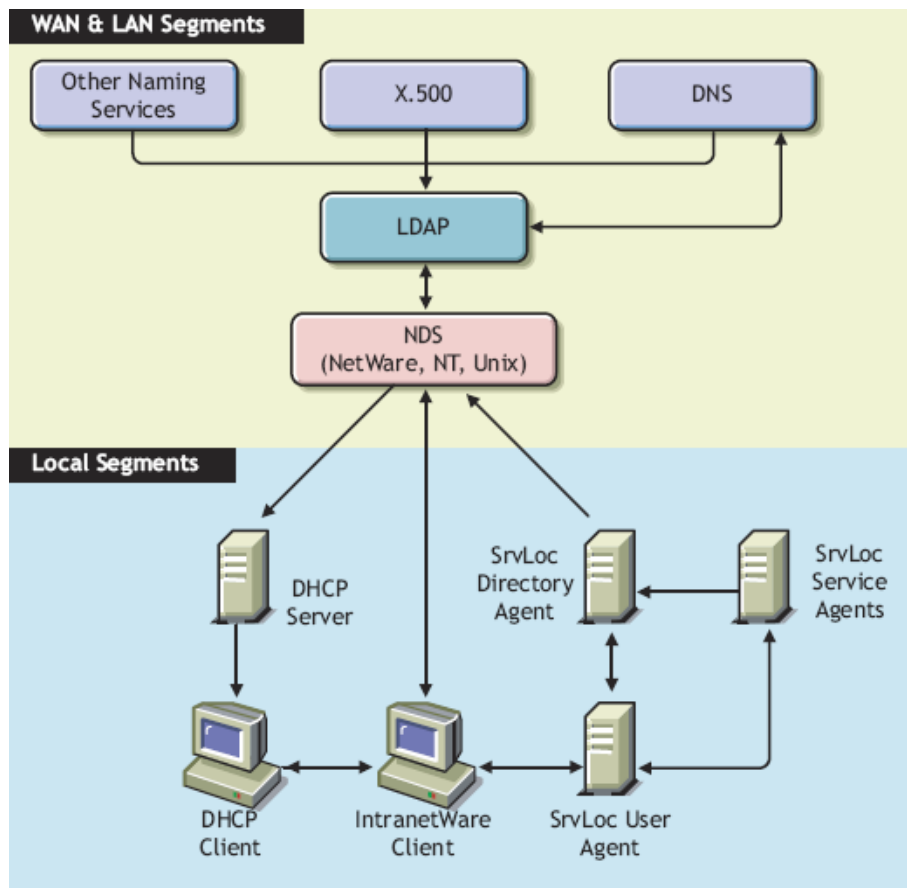 WAN & LAN Segments
Other Naming
Services
X.500
DNS
LDAP
NDS
(NetWare, NT, Unix)
Local Segments
DHCP
Server
SrvLoc
Directory
Agent
SrvLoc
Service
Agents
DHCP
Client
IntranetWare
Client
SrvLoc User
Agent